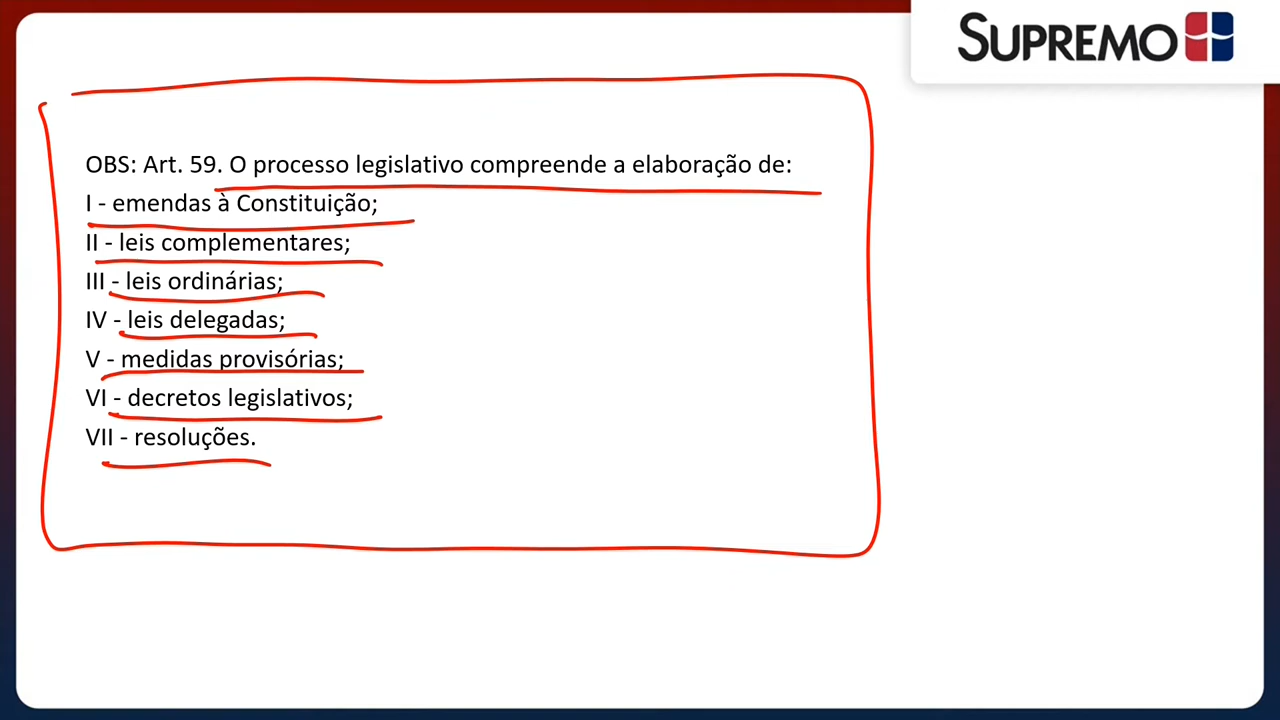 SUPREMO
OBS: Art. 59. O processo legislativo compreende a elaboração de:
I - emendas à Constituição;
II - leis complementares;
III - leis ordinárias;
IV - leis delegadas;
V - medidas provisórias;
VI - decretos legislativos;
VII - resoluções.